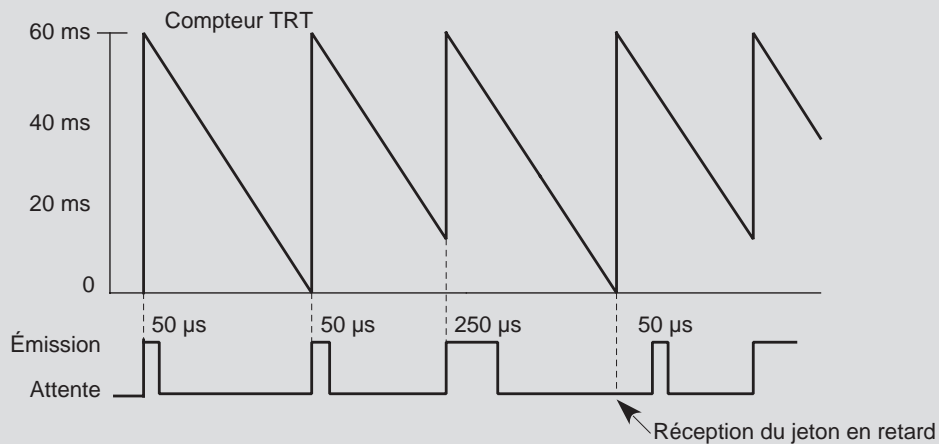 Compteur TRT
60 ms
40 ms
20 ms
0
50 µs
50 µs
250 µs
50 µs
Émission
Attente
Réception du jeton en retard